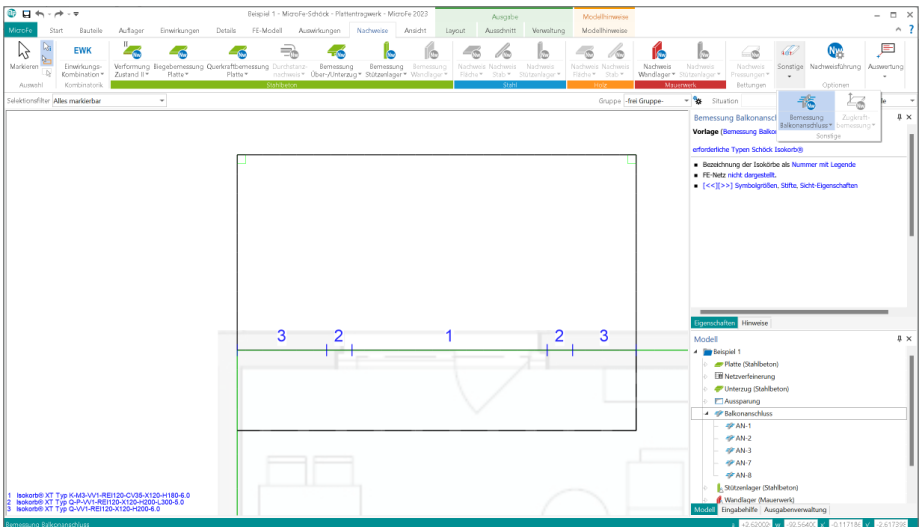 Beispiel 1 - MicroFe-Schöck - Plattentragwerk - MicroFe 2023
Ausgabe
Modellhinweise
MicroFe Start Bauteile Auflager Einwirkungen Details FE-Modell Auswirkungen Nachweise Ansicht Layout Ausschnitt Verwaltung Modellhinweise
EWK
Markieren Einwirkungs- Verformung Biegebemessung Querkraftbemessung Durchstanz- Bemessung Bemessung Bemessung Nachweis Nachweis Nachweis Nachweis Nachweis Nachweis Nachweis Nachweis Sonstige Nachweisführung Auswertung
Kombination Zustand II Platte Platte nachweis Über-/Unterzug Stützenlager Wandlager Fläche Stab Stützenlager Fläche Stab Wandlager Stützenlager Pressungen
Auswahl Kombinatorik Stahlbeton Stahl Holz Mauerwerk Bettungen Optionen
Selektionsfilter Alles markierbar Gruppe -frei Gruppe- Situation
Bemessung Zugkraft-
Balkonanschluss bemessung
Sonstige
Bemessung Balkonanschl
Vorlage (Bemessung Balko
erforderliche Typen Schöck Isokorb®
Bezeichnung der Isokörbe als Nummer mit Legende
FE-Netz nicht dargestellt.
[<<][>>] Symbolgrößen, Stifte, Sicht-Eigenschaften
3 2 1 2 3
Eigenschaften Hinweise
Modell
Beispiel 1
Platte (Stahlbeton)
Netzverfeinerung
Unterzug (Stahlbeton)
Aussparung
Balkonanschluss
AN-1
AN-2
AN-3
AN-7
AN-8
Stützenlager (Stahlbeton)
Wandlager (Mauerwerk)
Modell Eingabehilfe Ausgabenverwaltung
1 Isokorb® XT Typ K-M3-VV1-REI120-CV35-X120-H180-6.0
2 Isokorb® XT Typ Q-P-VV1-REI120-X120-H200-L300-5.0
3 Isokorb® XT Typ Q-VV1-REI120-X120-H200-6.0
Bemessung Balkonanschluss